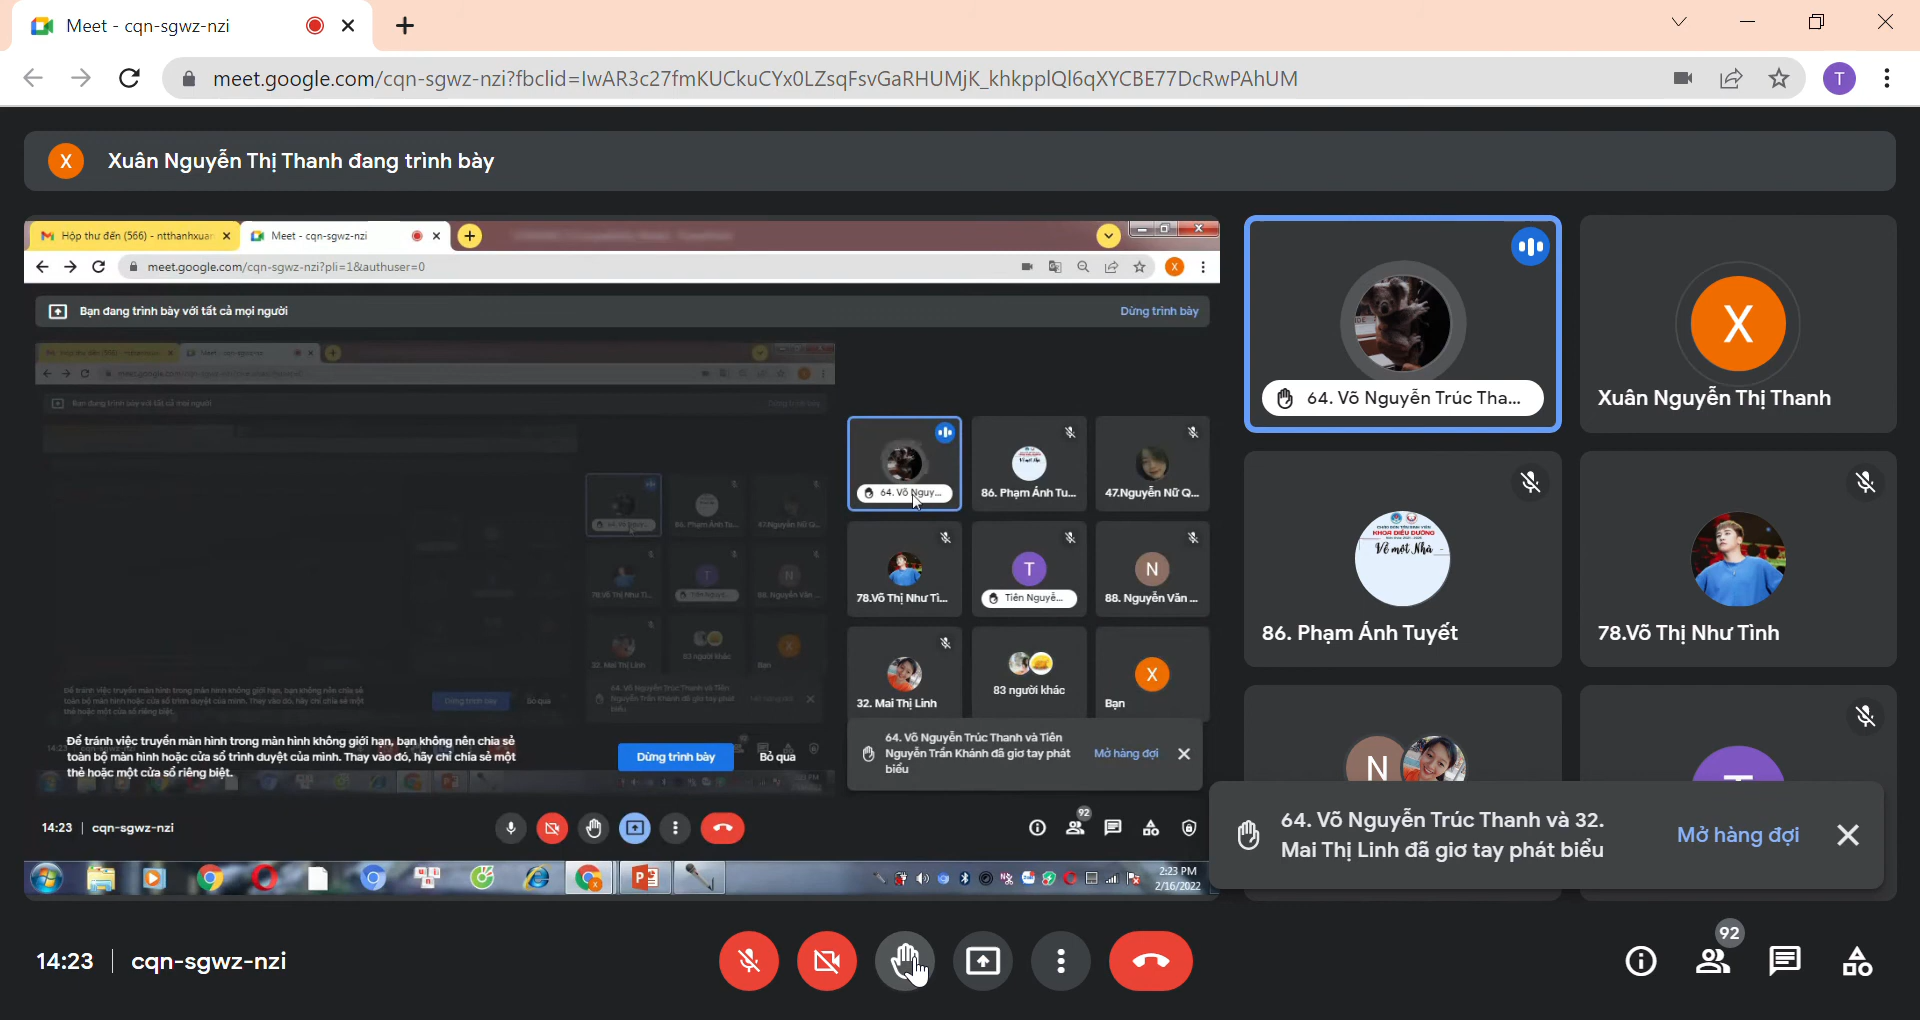 Meet - cqn-sgwz-nzi
meet.google.com/cqn-sgwz-nzi?fbclid=IwAR3c27fmKUCkuCYx0LZsqFsvGaRHUMjK_khkpplQl6qXYCBE77DcRwPAhUM
T
X
Xuân Nguyễn Thị Thanh đang trình bày
Hộp thư đến (566) - ntthanhxuan
Meet - cqn-sgwz-nzi
meet.google.com/cqn-sgwz-nzi?pli=1&authuser=0
X
Bạn đang trình bày với tất cả mọi người
Dừng trình bày
64. Võ Nguy...
86. Phạm Ánh Tu...
47.Nguyễn Nữ Q...
78.Võ Thị Như Tì...
T
Tiên Nguyễ...
N
88. Nguyễn Văn ...
32. Mai Thị Linh
83 người khác
X
Bạn
64. Võ Nguyễn Trúc Thanh và Tiên
Nguyễn Trần Khánh đã giơ tay phát
biểu
Mở hàng đợi
Để tránh việc truyền màn hình trong màn hình không giới hạn, bạn không nên chia sẻ
toàn bộ màn hình hoặc cửa sổ trình duyệt của mình. Thay vào đó, hãy chỉ chia sẻ một
thẻ hoặc một cửa sổ riêng biệt.
Dừng trình bày
Bỏ qua
14:23 | cqn-sgwz-nzi
92
2:23 PM
2/16/2022
64. Võ Nguyễn Trúc Tha...
X
Xuân Nguyễn Thị Thanh
KHOA ĐIỀU DƯỠNG
Về một Nhà
86. Phạm Ánh Tuyết
78.Võ Thị Như Tình
N
64. Võ Nguyễn Trúc Thanh và 32.
Mai Thị Linh đã giơ tay phát biểu
Mở hàng đợi
14:23 | cqn-sgwz-nzi
92